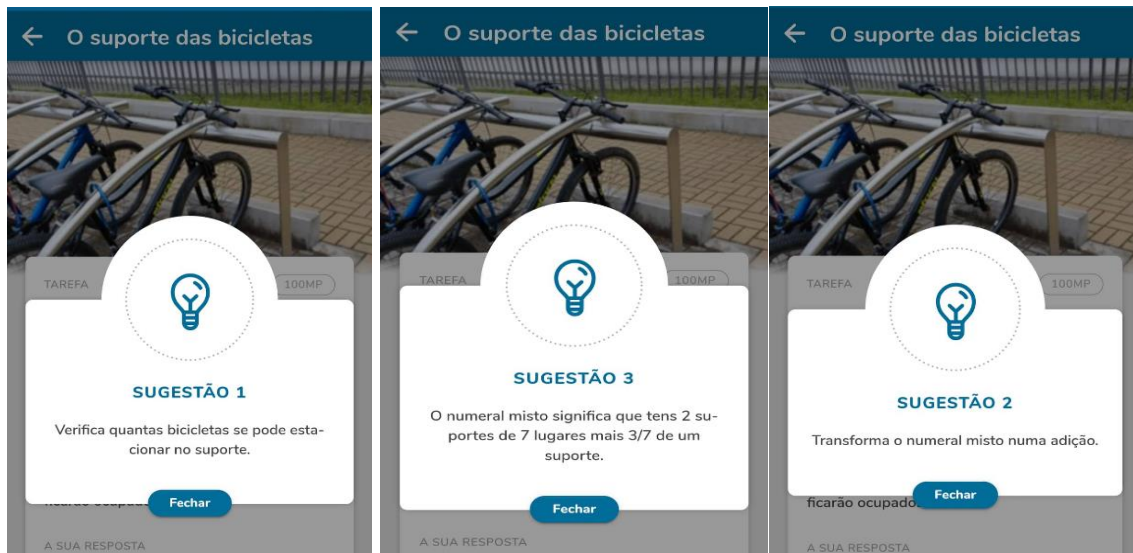 ← O suporte das bicicletas
TAREFA
100MP
SUGESTÃO 1
Verifica quantas bicicletas se pode esta-
cionar no suporte.
Fechar
A SUA RESPOSTA
← O suporte das bicicletas
TAREFA
100MP
SUGESTÃO 3
O numeral misto significa que tens 2 su-
portes de 7 lugares mais 3/7 de um
suporte.
Fechar
A SUA RESPOSTA
← O suporte das bicicletas
TAREFA
100MP
SUGESTÃO 2
Transforma o numeral misto numa adição.
Fechar
ficarão ocupado
A SUA RESPOSTA